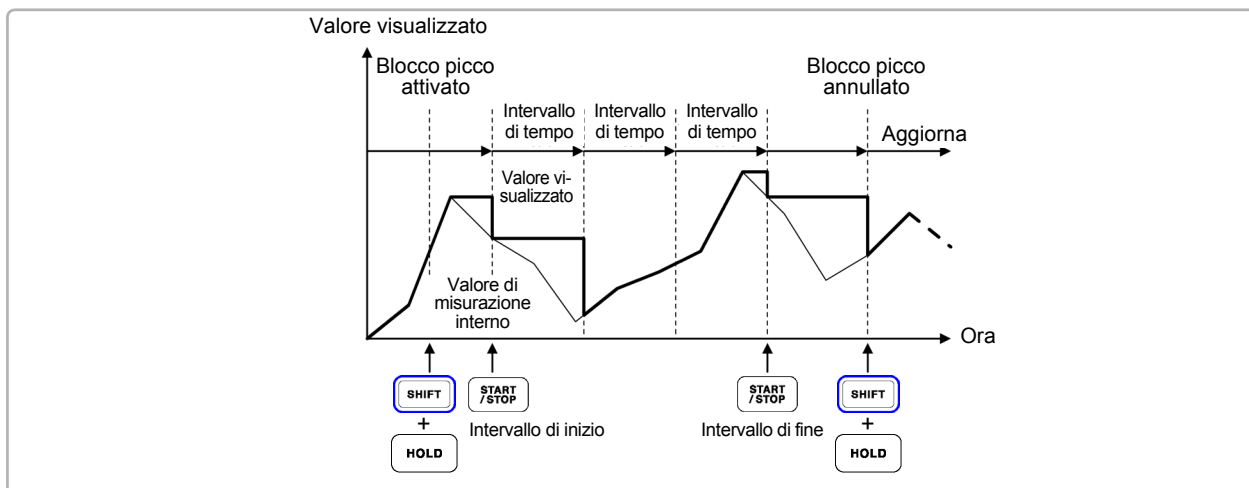 Valore visualizzato
Blocco picco
attivato
Blocco picco
annullato
Intervallo
di tempo
Intervallo
di tempo
Intervallo
di tempo
Aggiorna
Valore vi-
sualizzato
Valore di
misurazione
interno
Ora
SHIFT
+
HOLD
START
/STOP
Intervallo di inizio
START
/STOP
Intervallo di fine
SHIFT
+
HOLD